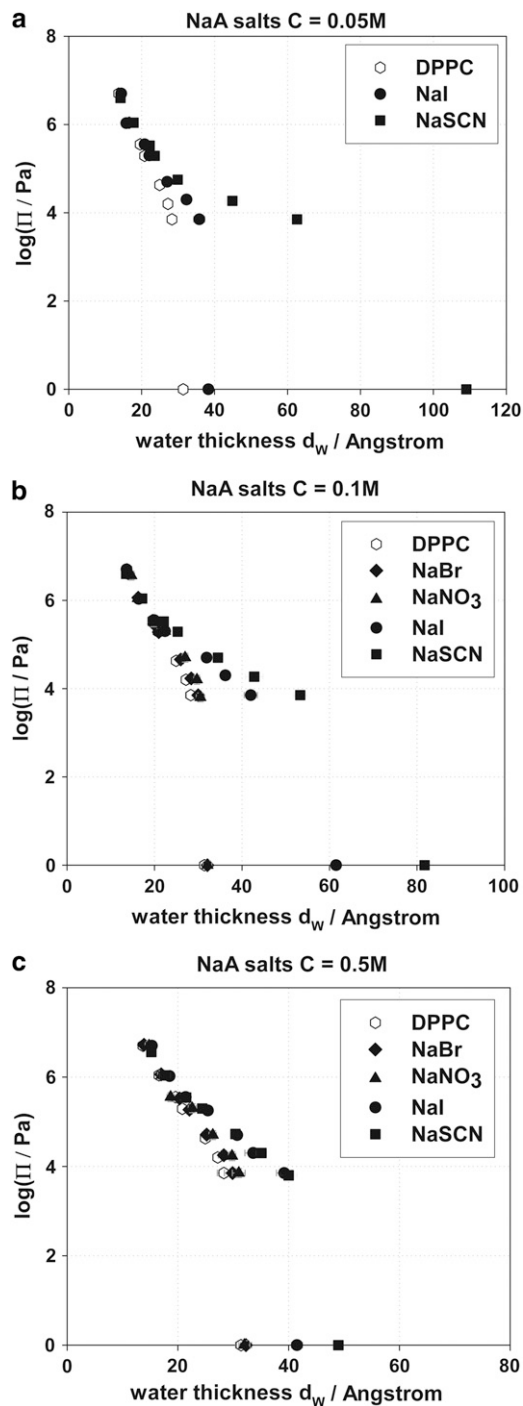 a
NaA salts C = 0.05M
8
6
4
2
0
log(Π / Pa)
DPPC
NaI
NaSCN
0 20 40 60 80 100 120
water thickness d_W / Angstrom
b
NaA salts C = 0.1M
8
6
4
2
0
log(Π / Pa)
DPPC
NaBr
NaNO₃
NaI
NaSCN
0 20 40 60 80 100
water thickness d_W / Angstrom
c
NaA salts C = 0.5M
8
6
4
2
0
log(Π / Pa)
DPPC
NaBr
NaNO₃
NaI
NaSCN
0 20 40 60 80
water thickness d_W / Angstrom